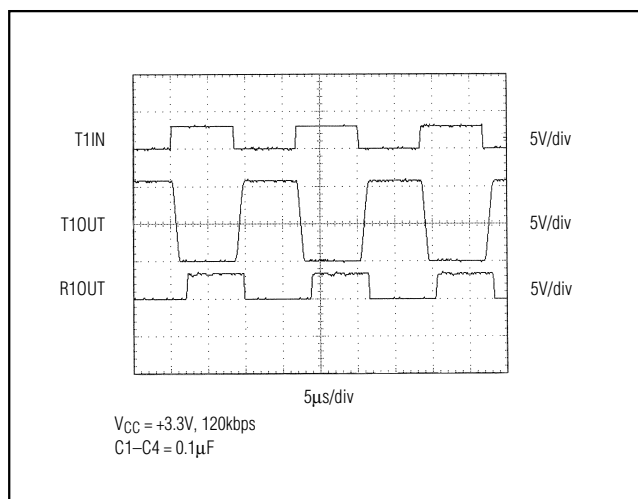 T1IN 5V/div
T1OUT 5V/div
R1OUT 5V/div
5μs/div
VCC = +3.3V, 120kbps
C1–C4 = 0.1μF